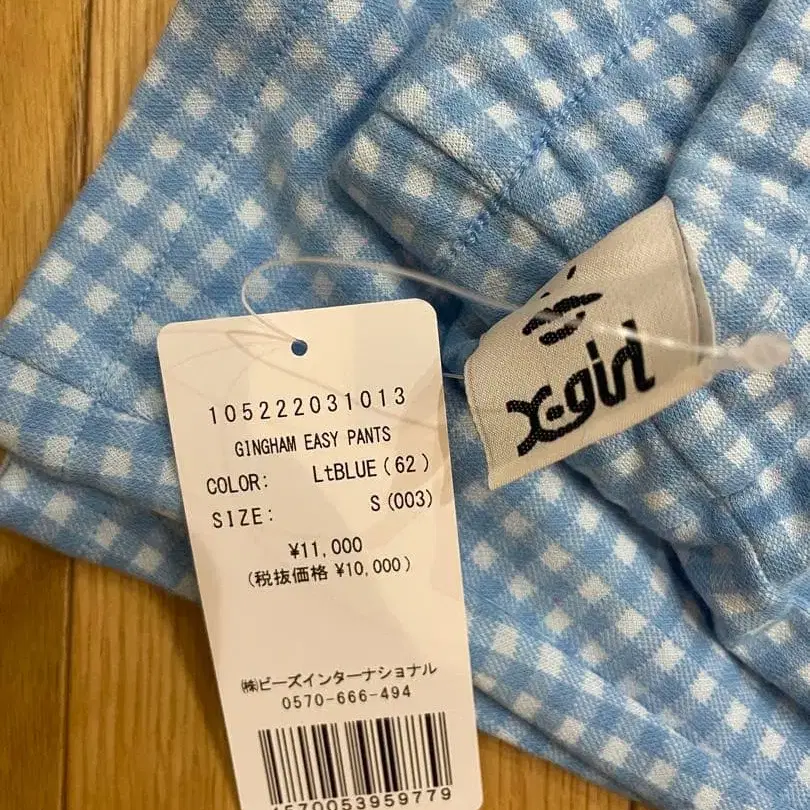 105222031013
GINGHAM EASY PANTS
COLOR: LtBLUE(62)
SIZE: S(003)
¥11,000
(税抜価格 ¥10,000)
㈱ビーズインターナショナル
0570-666-494
4570053959779
X-girl